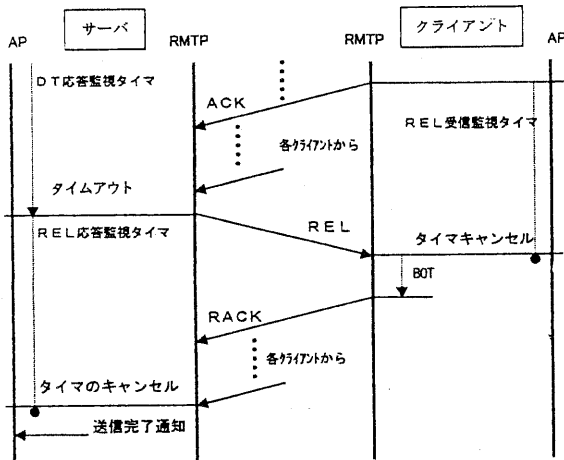 サーバ
クライアント
AP
RMTP
RMTP
AP
DT応答監視タイマ
ACK
REL受信監視タイマ
各クライアントから
タイムアウト
REL
REL応答監視タイマ
タイマキャンセル
BOT
RACK
各クライアントから
タイマのキャンセル
送信完了通知